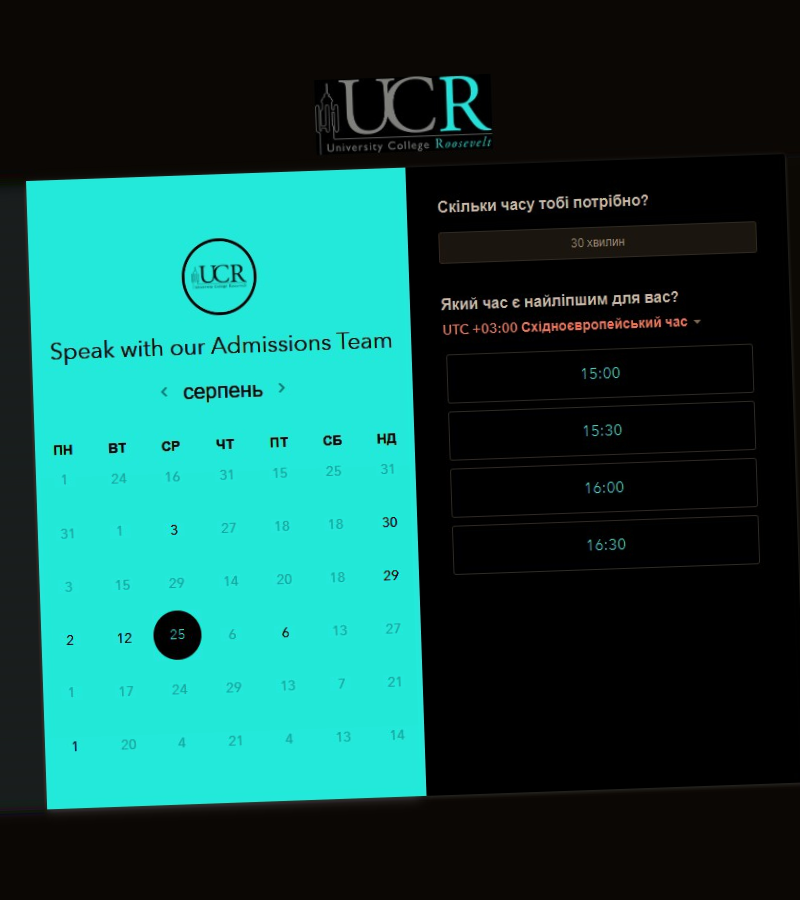 UCR
University College Roosevelt
UCR
University College Roosevelt
Speak with our Admissions Team
серпень
ПН ВТ СР ЧТ ПТ СБ НД
1 24 16 31 15 25 31
31 1 3 27 18 18 30
3 15 29 14 20 18 29
2 12 25 6 6 13 27
1 17 24 29 13 7 21
1 20 4 21 4 13 14
Скільки часу тобі потрібно?
30 хвилин
Який час є найліпшим для вас?
UTC +03:00 Східноєвропейський час
15:00
15:30
16:00
16:30